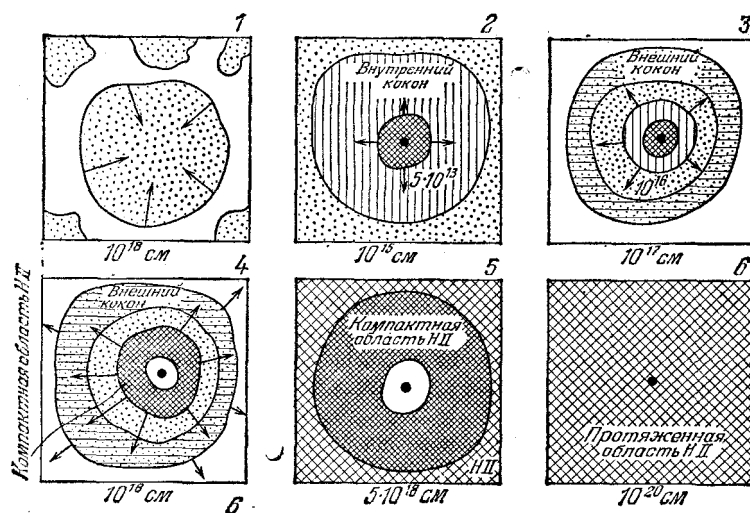 1
2
3
Внутренний
кокон
5·10¹³
Внешний
кокон
10¹⁶
10¹⁸ см
10¹⁵ см
10¹⁷ см
4
5
6
Компактная область H II
Внешний
кокон
Компактная
область H II
H II
Протяженная
область H II
10¹⁸ см
5·10¹⁸ см
10²⁰ см
6